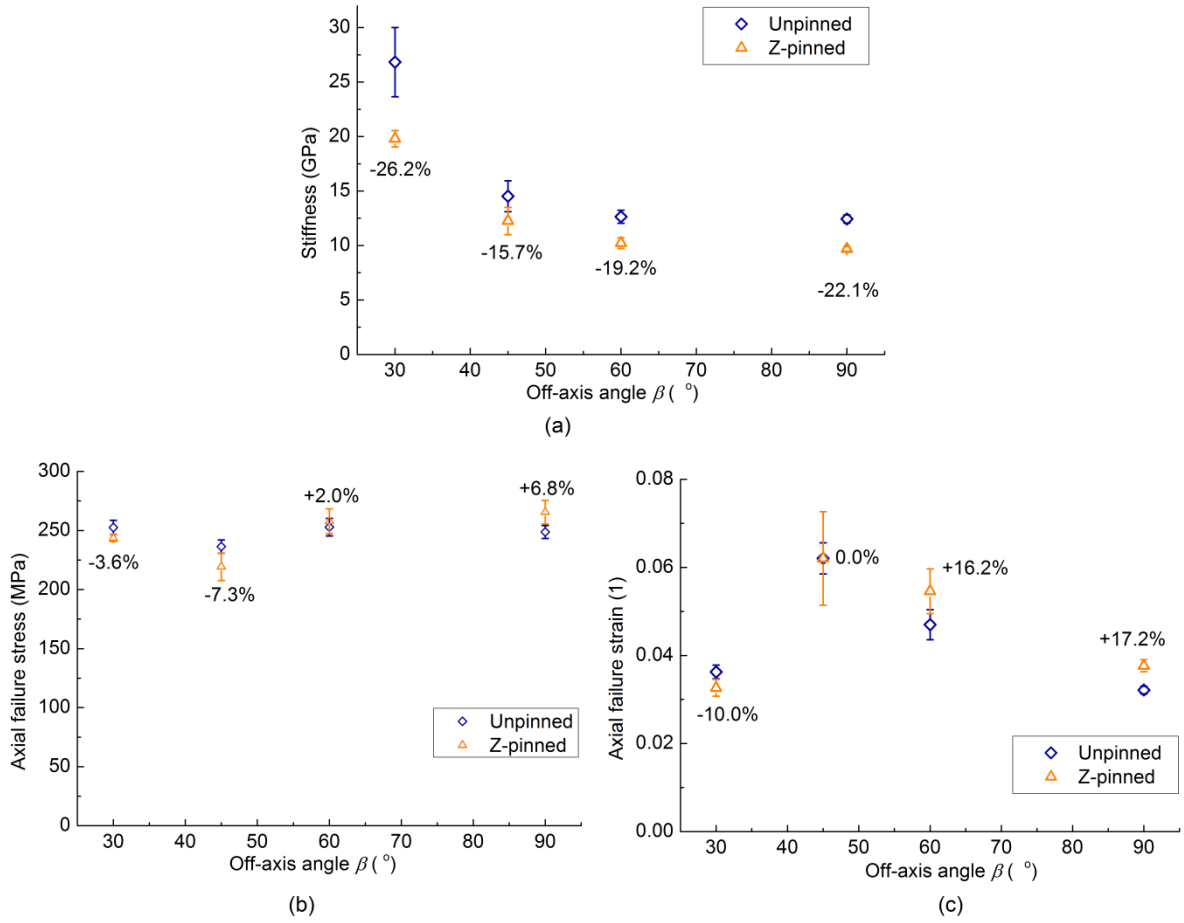 30
25
20
15
10
5
0
Stiffness (GPa)
Unpinned
Z-pinned
-26.2%
-15.7%
-19.2%
-22.1%
30 40 50 60 70 80 90
Off-axis angle β ( °)
(a)
300
250
200
150
100
50
0
Axial failure stress (MPa)
-3.6%
-7.3%
+2.0%
+6.8%
Unpinned
Z-pinned
30 40 50 60 70 80 90
Off-axis angle β ( °)
(b)
0.08
0.06
0.04
0.02
0.00
Axial failure strain (1)
-10.0%
0.0%
+16.2%
+17.2%
Unpinned
Z-pinned
30 40 50 60 70 80 90
Off-axis angle β ( °)
(c)